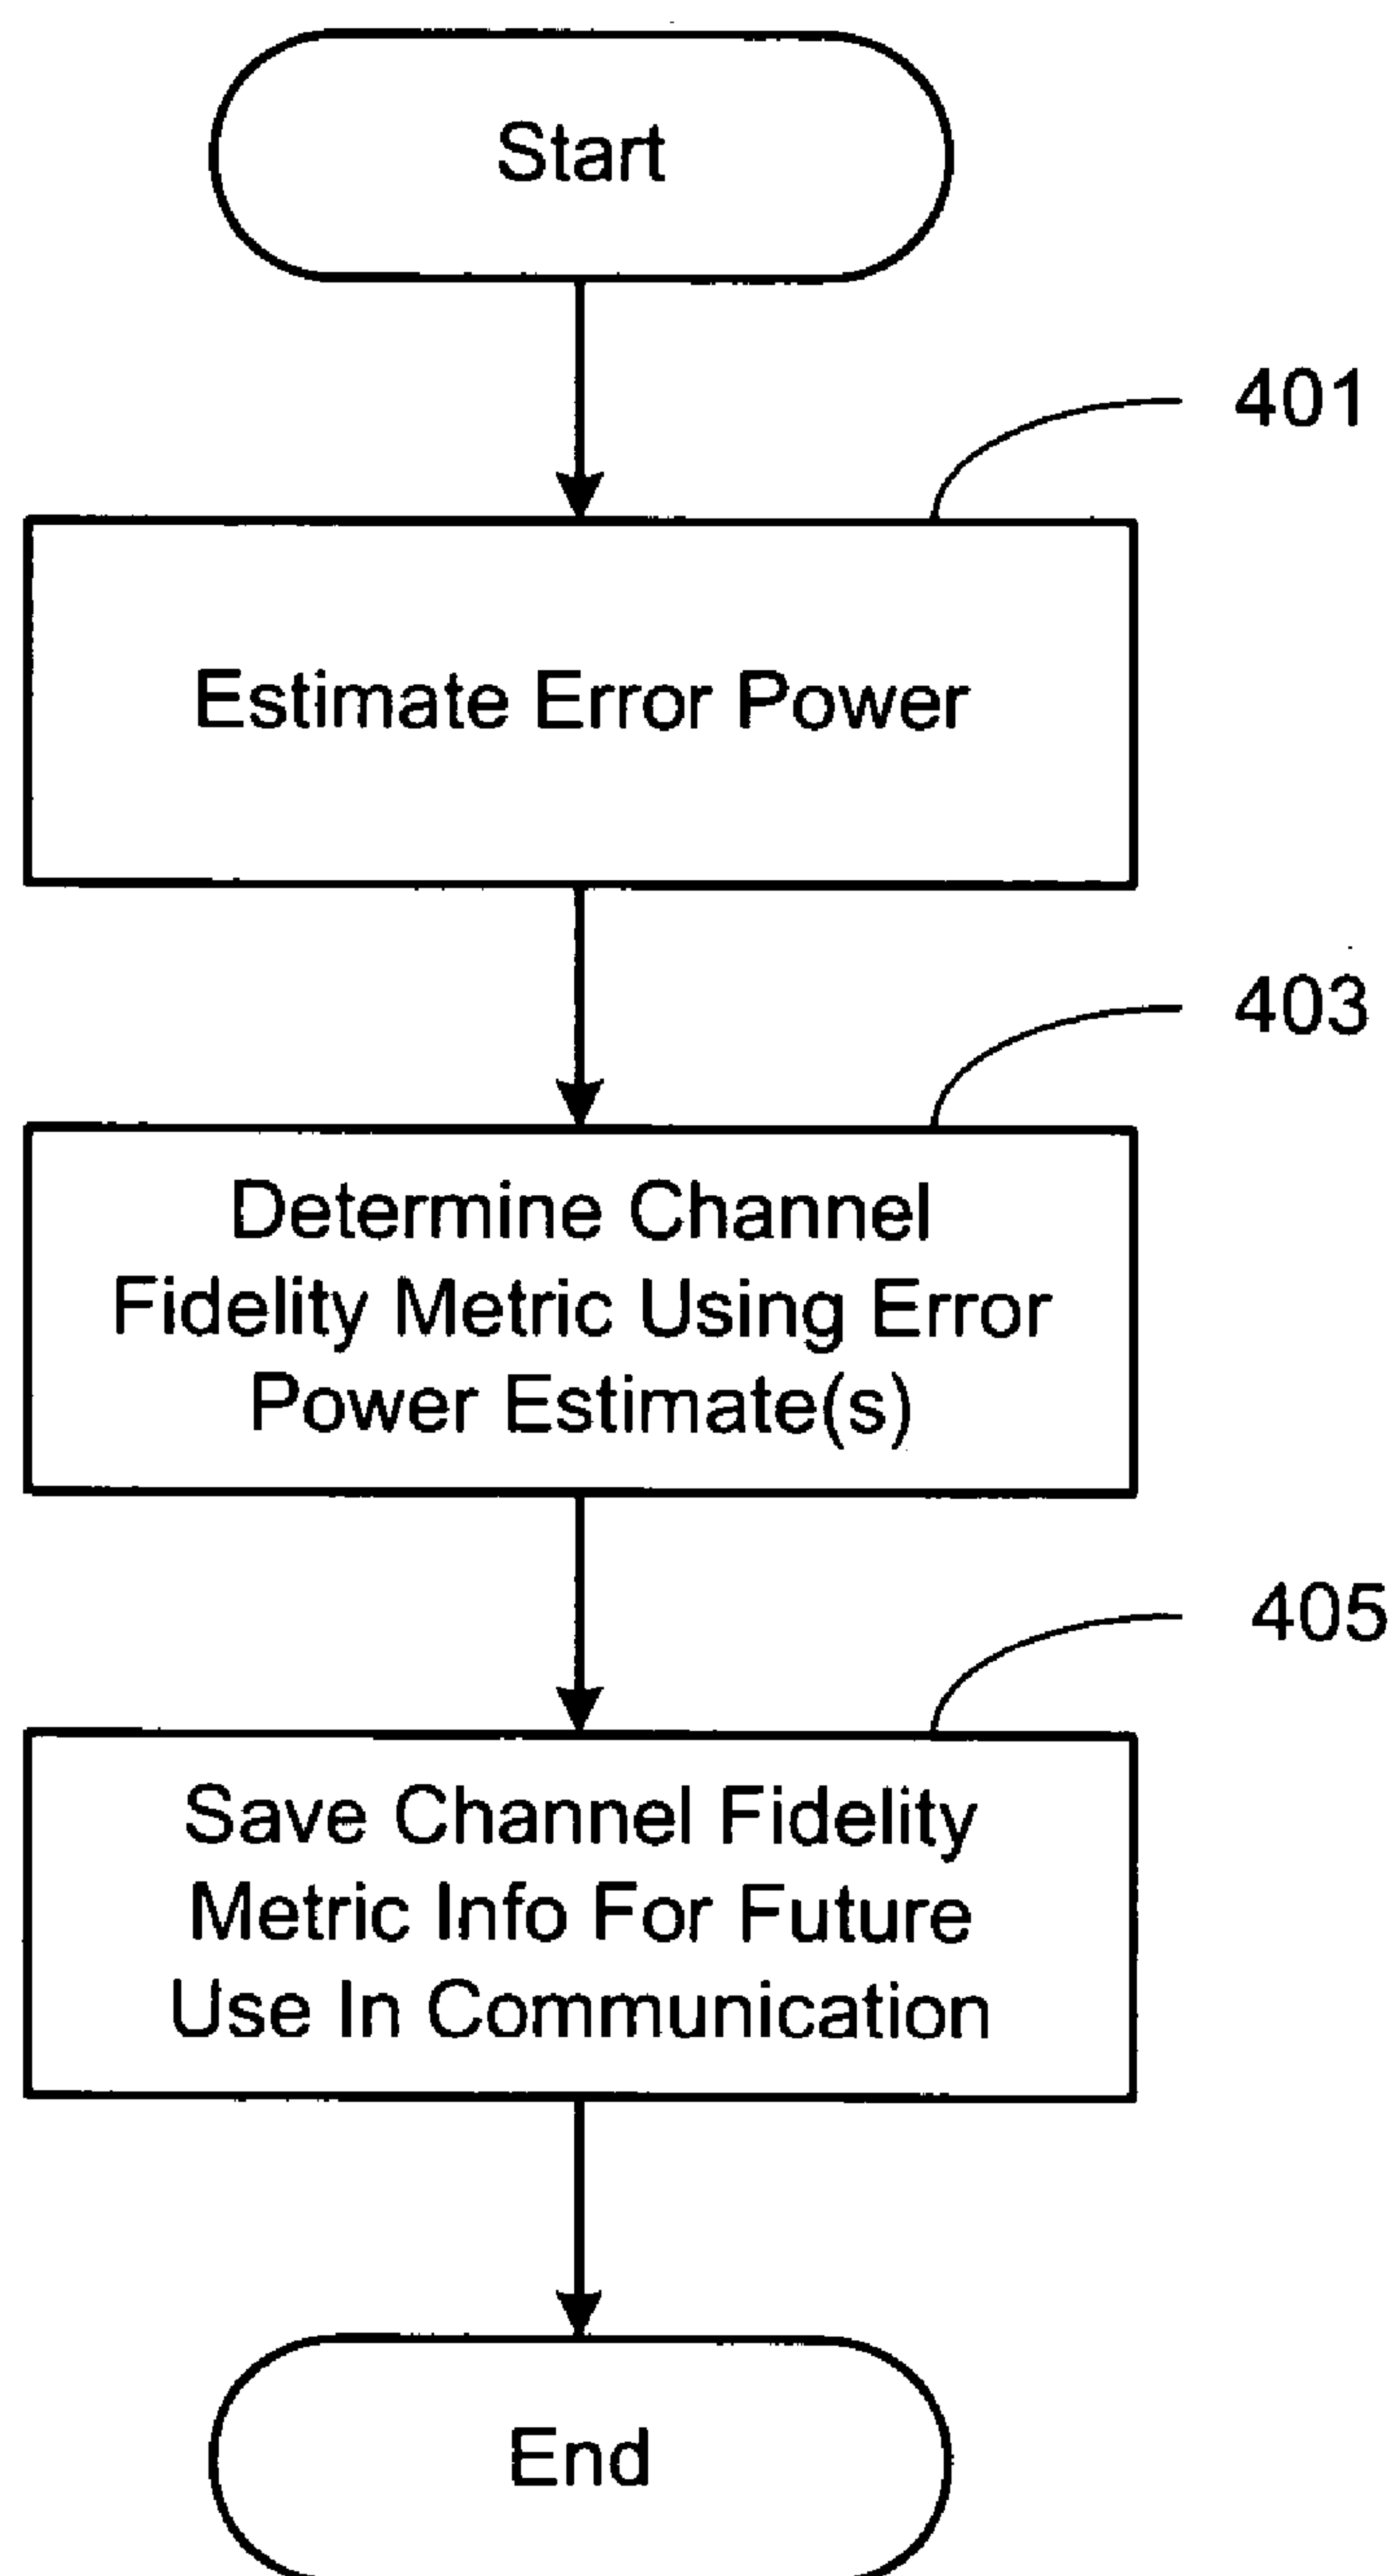 Start
401
Estimate Error Power
403
Determine Channel
Fidelity Metric Using Error
Power Estimate(s)
405
Save Channel Fidelity
Metric Info For Future
Use In Communication
End